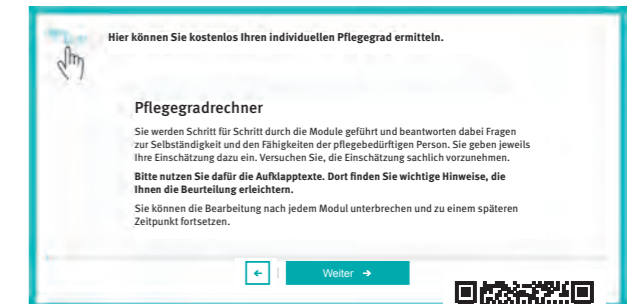 Hier können Sie kostenlos Ihren individuellen Pflegegrad ermitteln.
Pflegegradrechner
Sie werden Schritt für Schritt durch die Module geführt und beantworten dabei Fragen
zur Selbständigkeit und den Fähigkeiten der pflegebedürftigen Person. Sie geben jeweils
Ihre Einschätzung dazu ein. Versuchen Sie, die Einschätzung sachlich vorzunehmen.
Bitte nutzen Sie dafür die Aufklapptexte. Dort finden Sie wichtige Hinweise, die
Ihnen die Beurteilung erleichtern.
Sie können die Bearbeitung nach jedem Modul unterbrechen und zu einem späteren
Zeitpunkt fortsetzen.
Weiter